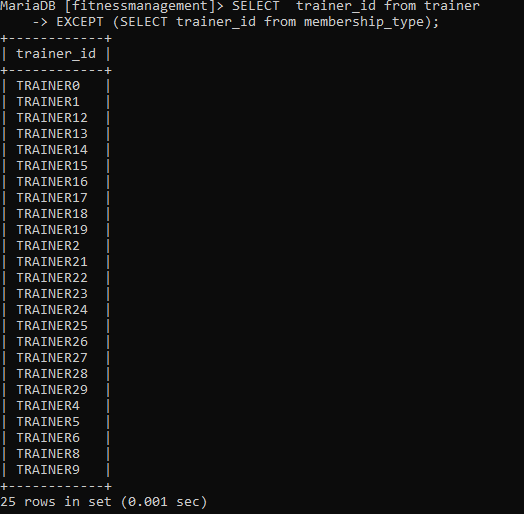 MariaDB [fitnessmanagement]> SELECT  trainer_id from trainer
    -> EXCEPT (SELECT trainer_id from membership_type);
+------------+
| trainer_id |
+------------+
| TRAINER0   |
| TRAINER1   |
| TRAINER12  |
| TRAINER13  |
| TRAINER14  |
| TRAINER15  |
| TRAINER16  |
| TRAINER17  |
| TRAINER18  |
| TRAINER19  |
| TRAINER2   |
| TRAINER21  |
| TRAINER22  |
| TRAINER23  |
| TRAINER24  |
| TRAINER25  |
| TRAINER26  |
| TRAINER27  |
| TRAINER28  |
| TRAINER29  |
| TRAINER4   |
| TRAINER5   |
| TRAINER6   |
| TRAINER8   |
| TRAINER9   |
+------------+
25 rows in set (0.001 sec)